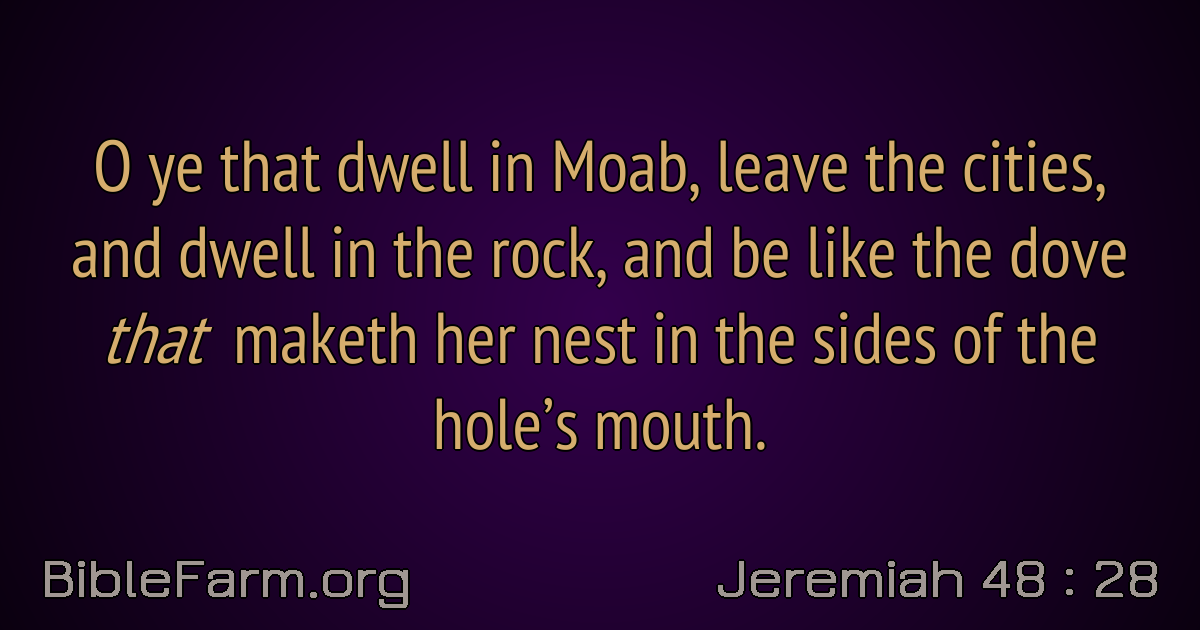 O ye that dwell in Moab, leave the cities,
and dwell in the rock, and be like the dove
that maketh her nest in the sides of the
hole’s mouth.
BibleFarm.org
Jeremiah 48 : 28